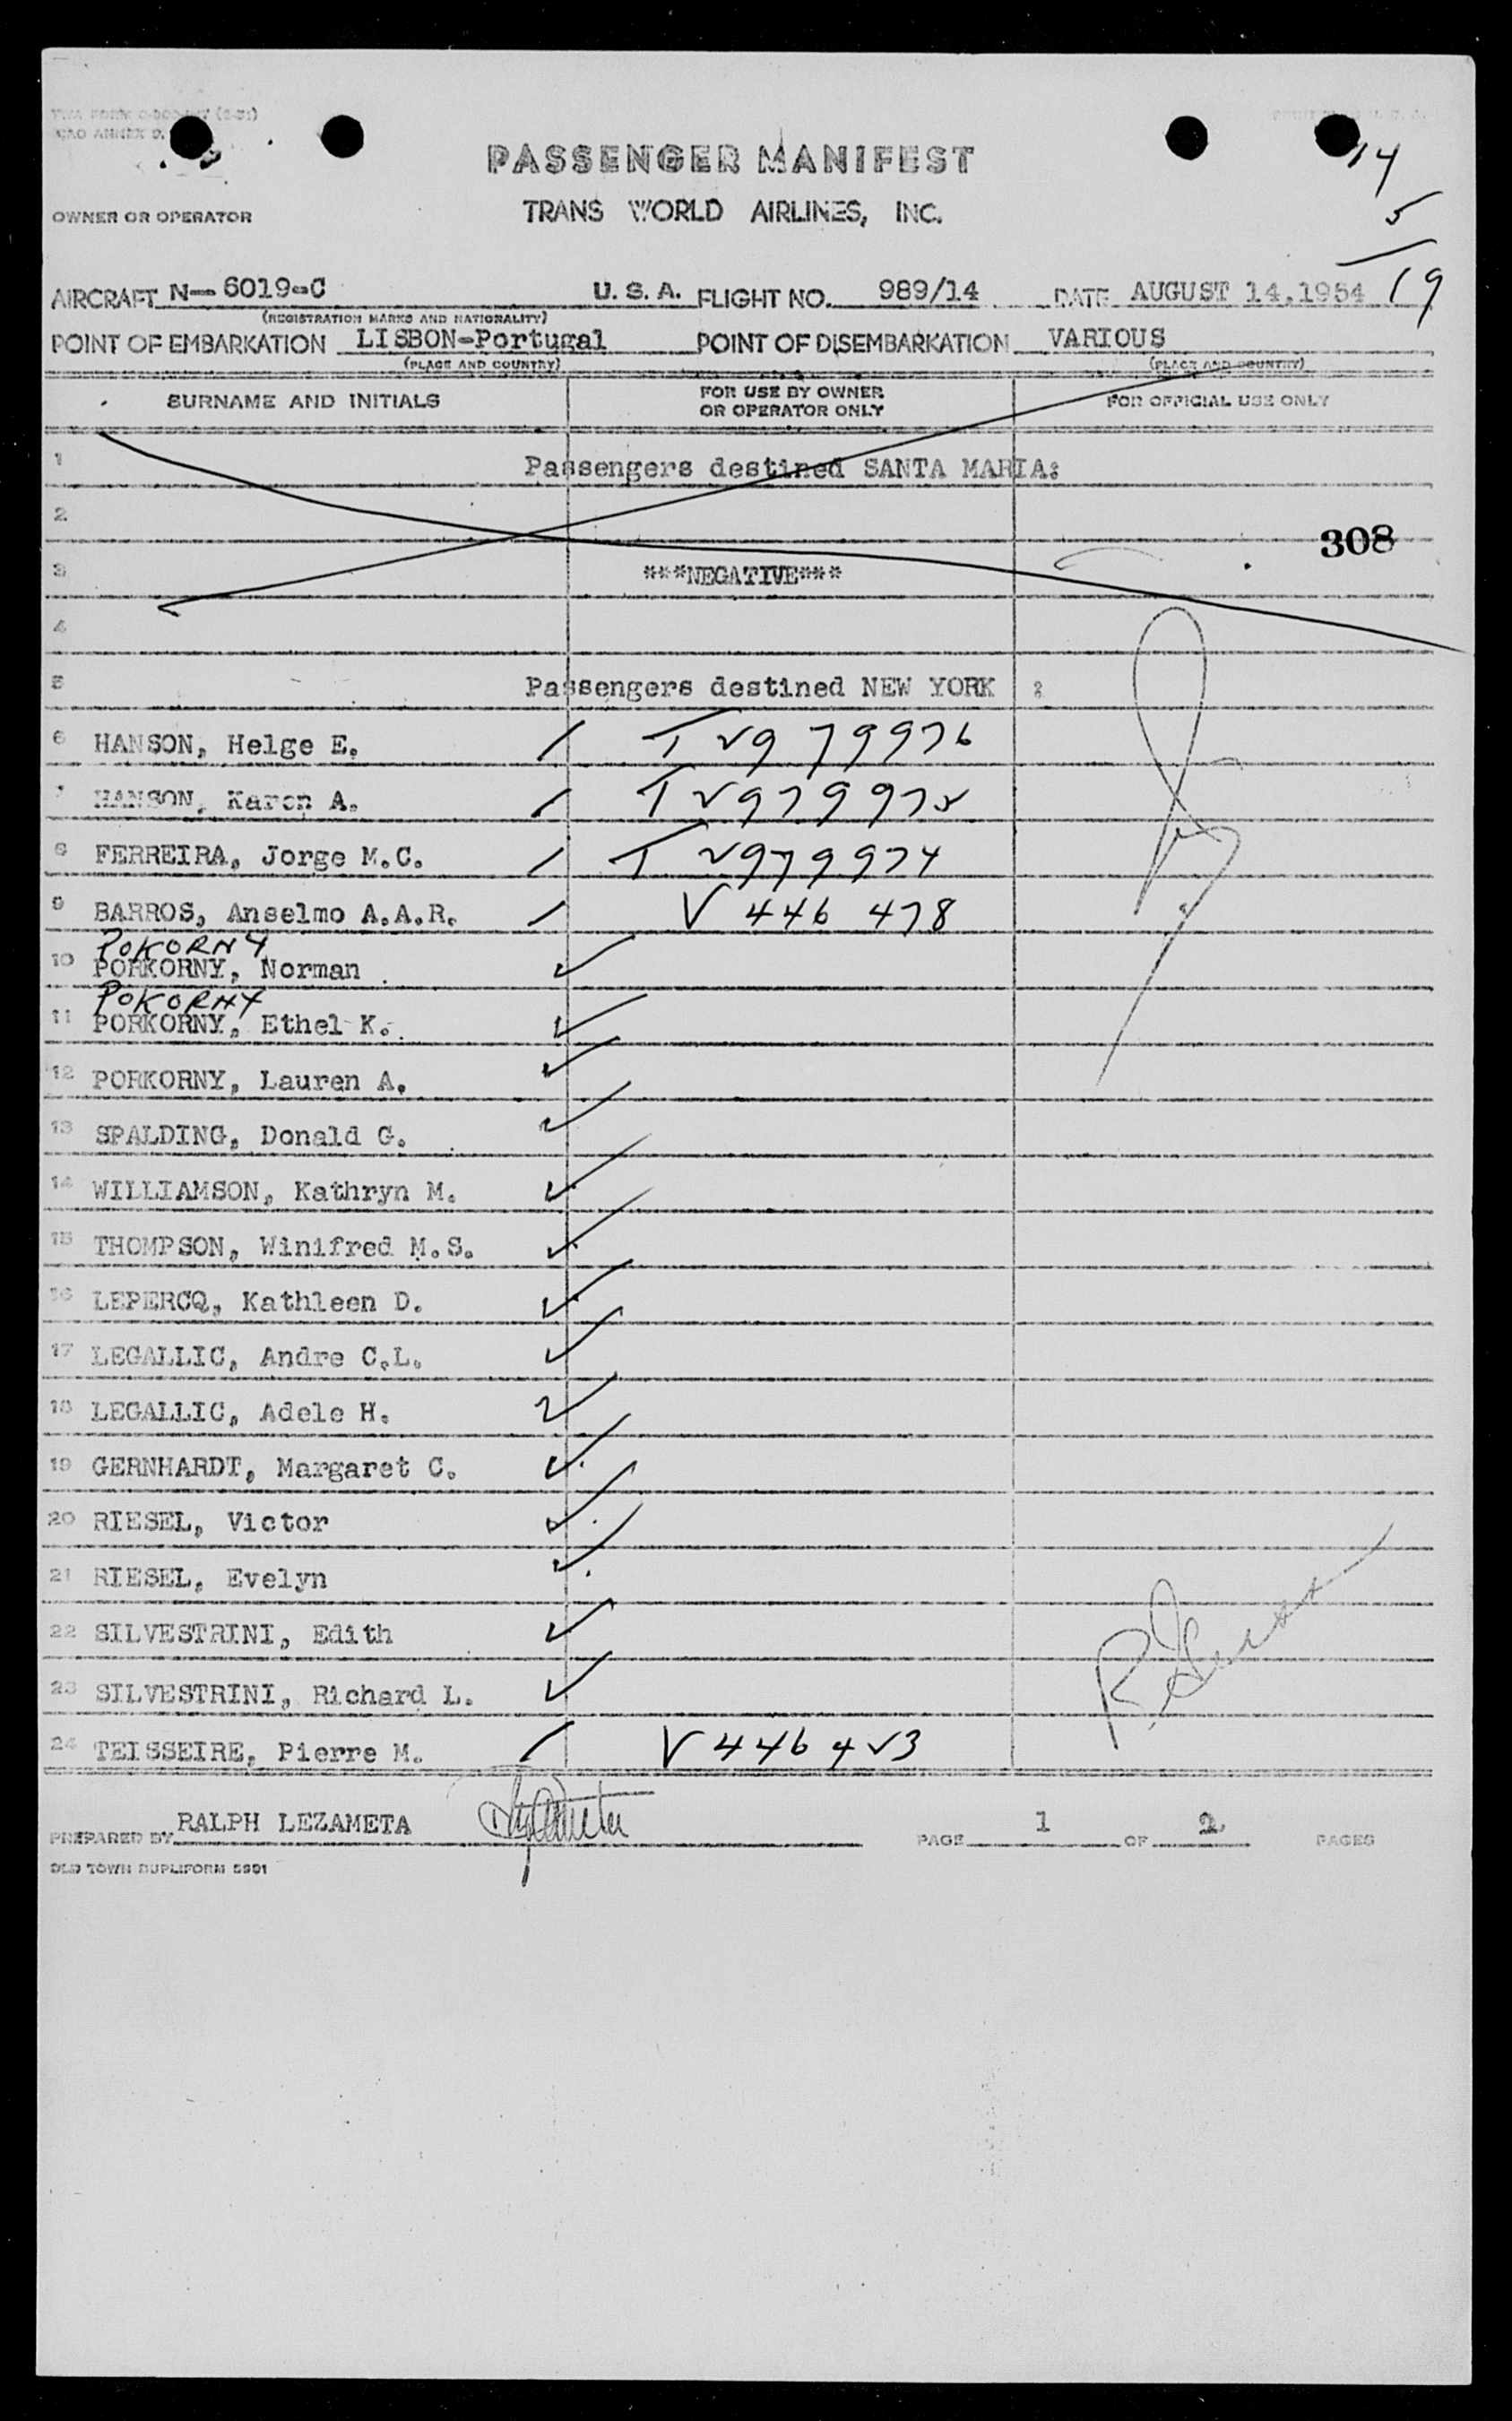 14
5
19
PASSENGER MANIFEST
OWNER OR OPERATOR TRANS WORLD AIRLINES, INC.
AIRCRAFT N-6019-C U.S.A. FLIGHT NO. 989/14 DATE AUGUST 14,1954
(REGISTRATION MARKS AND NATIONALITY)
POINT OF EMBARKATION LISBON-Portugal POINT OF DISEMBARKATION VARIOUS
(PLACE AND COUNTRY) (PLACE AND COUNTRY)
SURNAME AND INITIALS FOR USE BY OWNER OR OPERATOR ONLY FOR OFFICIAL USE ONLY
1 Passengers destined SANTA MARIA:
2
308
3 ***NEGATIVE***
4
5 Passengers destined NEW YORK :
6 HANSON, Helge E. / T 2979976
7 HANSON, Karen A. / T 2979975
8 FERREIRA, Jorge M.C. / T 2979974
9 BARROS, Anselmo A.A.R. / V 446 478
POKORNY
10 PORKORNY, Norman ✓
POKORNY
11 PORKORNY, Ethel K. ✓
12 PORKORNY, Lauren A. ✓
13 SPALDING, Donald G. ✓
14 WILLIAMSON, Kathryn M. ✓
15 THOMPSON, Winifred M.S. ✓
16 LEPERCQ, Kathleen D. ✓
17 LEGALLIC, Andre C.L. ✓
18 LEGALLIC, Adele H. ✓
19 GERNHARDT, Margaret C. ✓
20 RIESEL, Victor ✓
21 RIESEL, Evelyn ✓
22 SILVESTRINI, Edith ✓
23 SILVESTRINI, Richard L. ✓
24 TEISSEIRE, Pierre M. / V 446 423
PREPARED BY RALPH LEZAMETA PAGE 1 OF 2 PAGES
OLD TOWN DUPLIFORM 5991